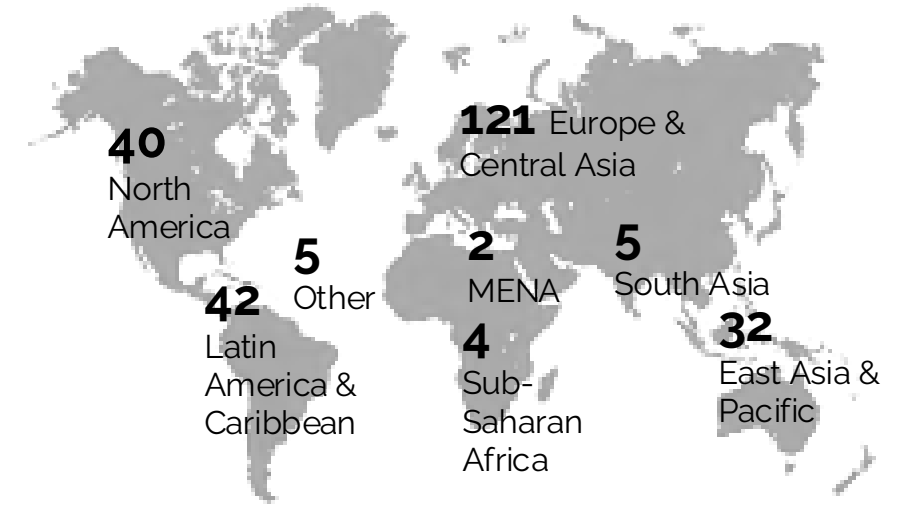 40
North
America
121 Europe &
Central Asia
5
Other
2
MENA
5
South Asia
42
Latin
America &
Caribbean
4
Sub-
Saharan
Africa
32
East Asia &
Pacific